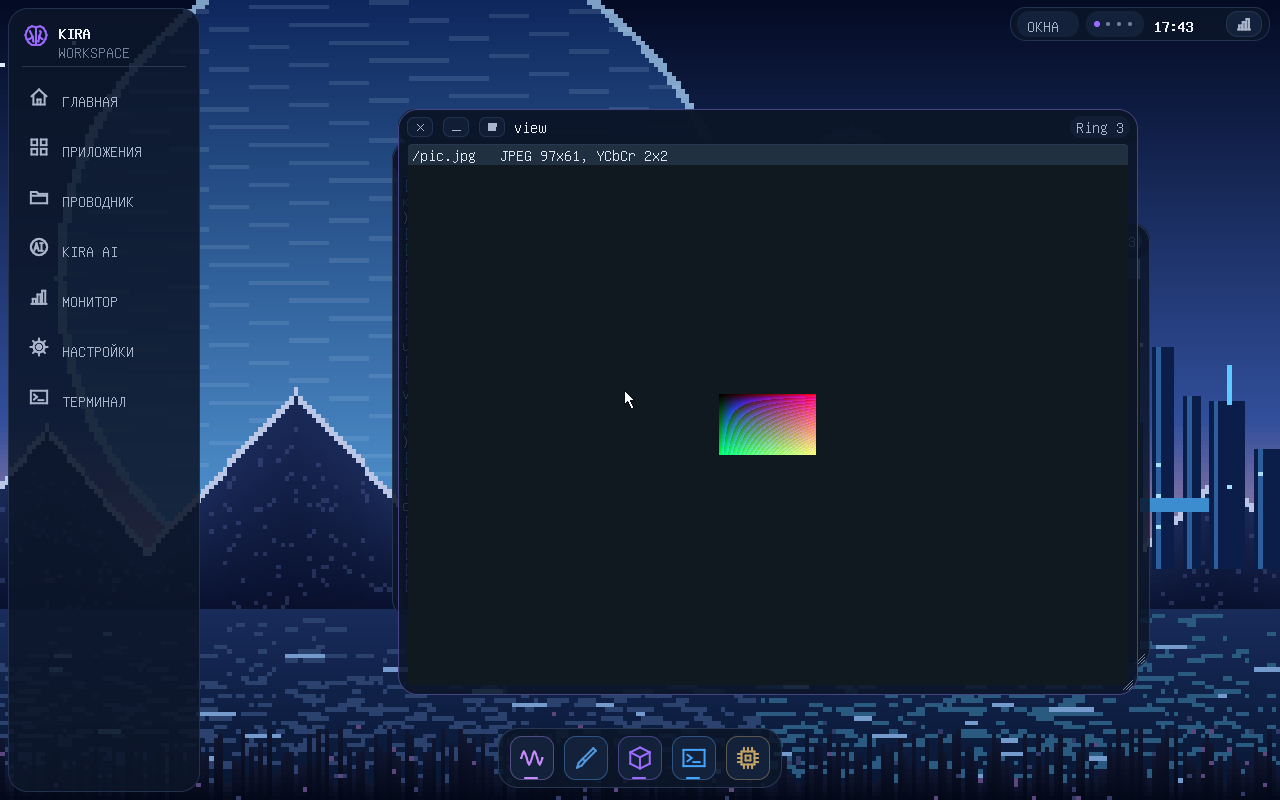 KIRA
WORKSPACE
ГЛАВНАЯ
ПРИЛОЖЕНИЯ
ПРОВОДНИК
KIRA AI
МОНИТОР
НАСТРОЙКИ
ТЕРМИНАЛ
ОКНА
17:43
view
Ring 3
/pic.jpg JPEG 97x61, YCbCr 2x2